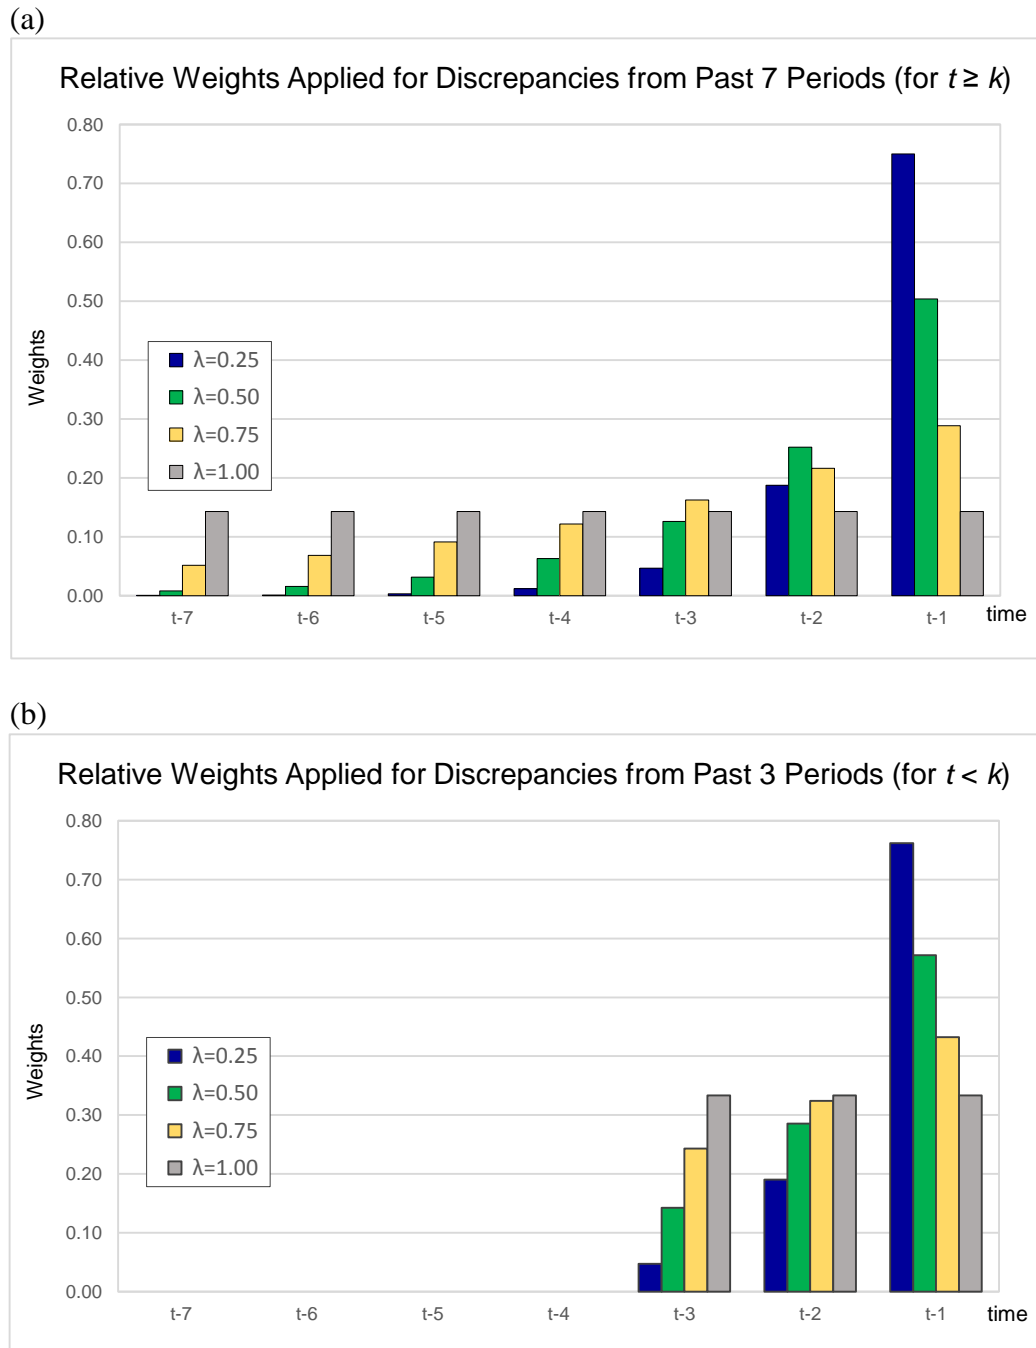 (a)
Relative Weights Applied for Discrepancies from Past 7 Periods (for t ≥ k)
0.80
0.70
0.60
0.50
0.40
0.30
0.20
0.10
0.00
Weights
λ=0.25
λ=0.50
λ=0.75
λ=1.00
t-7 t-6 t-5 t-4 t-3 t-2 t-1 time
(b)
Relative Weights Applied for Discrepancies from Past 3 Periods (for t < k)
0.80
0.70
0.60
0.50
0.40
0.30
0.20
0.10
0.00
Weights
λ=0.25
λ=0.50
λ=0.75
λ=1.00
t-7 t-6 t-5 t-4 t-3 t-2 t-1 time